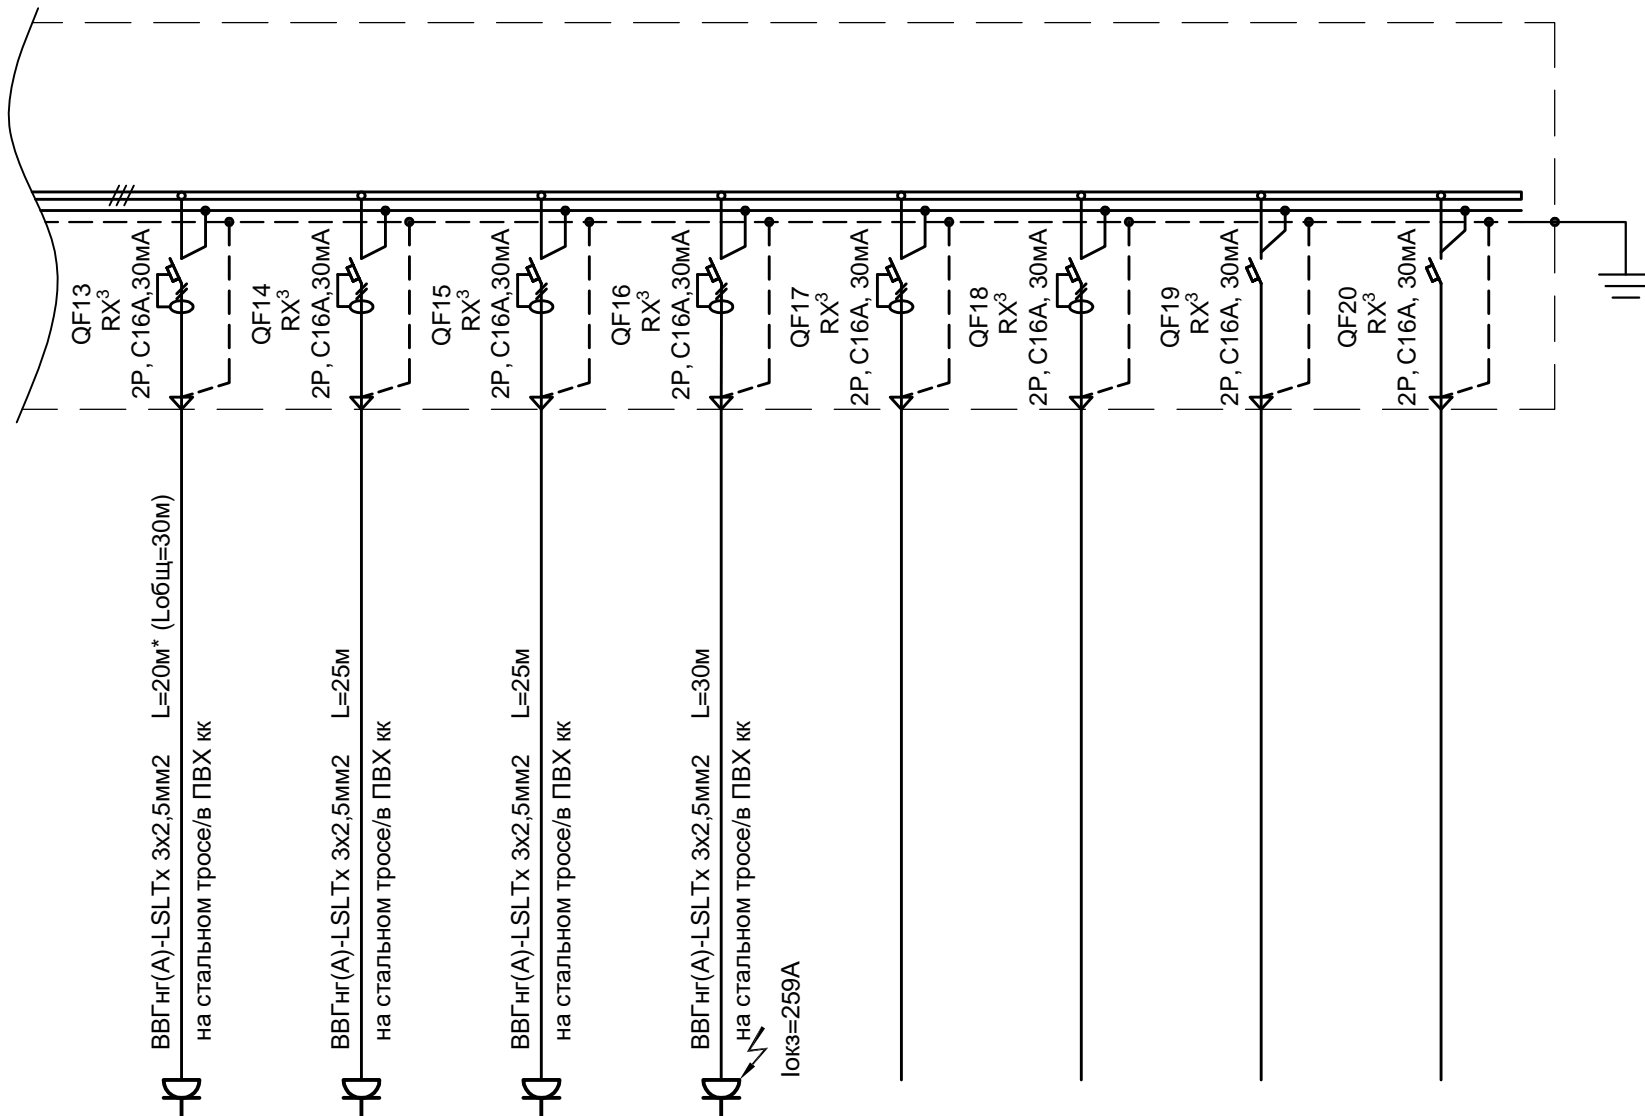 QF13
RX³
2P, C16A,30мА
QF14
RX³
2P, C16A,30мА
QF15
RX³
2P, C16A,30мА
QF16
RX³
2P, C16A,30мА
QF17
RX³
2P, C16A, 30мА
QF18
RX³
2P, C16A, 30мА
QF19
RX³
2P, C16A, 30мА
QF20
RX³
2P, C16A, 30мА
ВВГнг(А)-LSLTx 3x2,5мм2 L=20м* (Lобщ=30м)
на стальном тросе/в ПВХ кк
ВВГнг(А)-LSLTx 3x2,5мм2 L=25м
на стальном тросе/в ПВХ кк
ВВГнг(А)-LSLTx 3x2,5мм2 L=25м
на стальном тросе/в ПВХ кк
ВВГнг(А)-LSLTx 3x2,5мм2 L=30м
на стальном тросе/в ПВХ кк
Iокз=259А